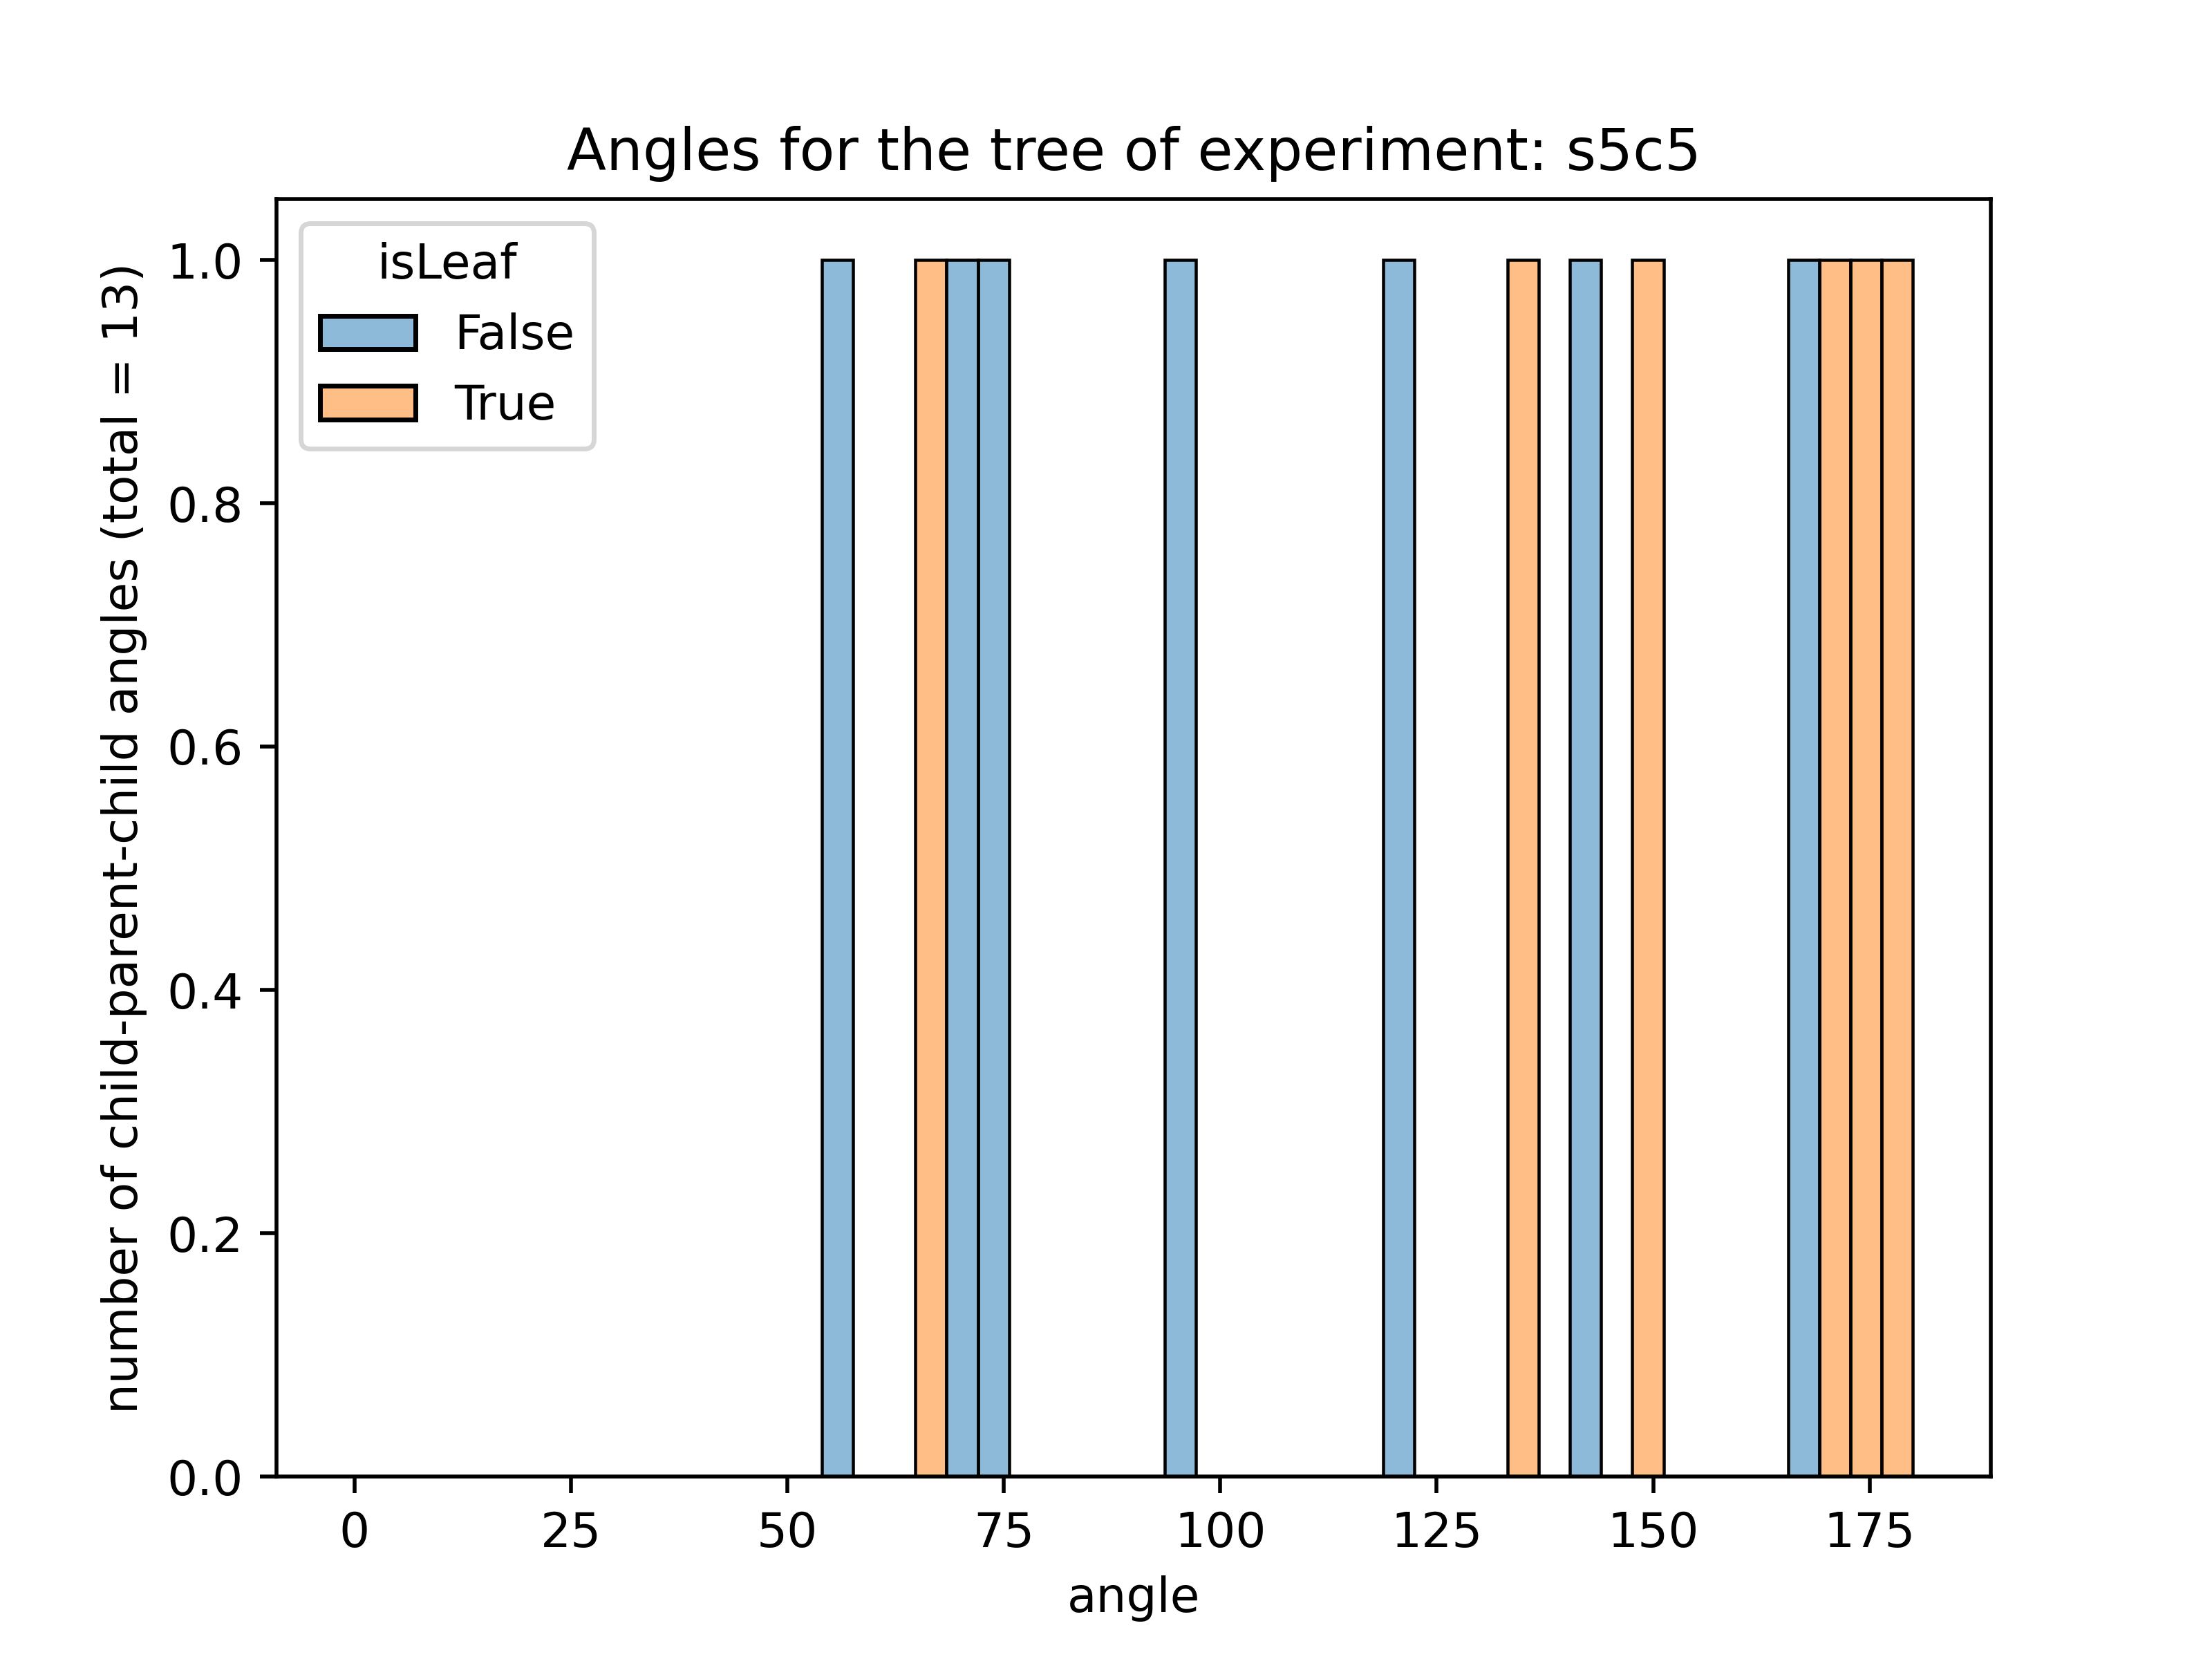 Angles for the tree of experiment: s5c5
number of child-parent-child angles (total = 13)
1.0
0.8
0.6
0.4
0.2
0.0
isLeaf
False
True
0 25 50 75 100 125 150 175
angle